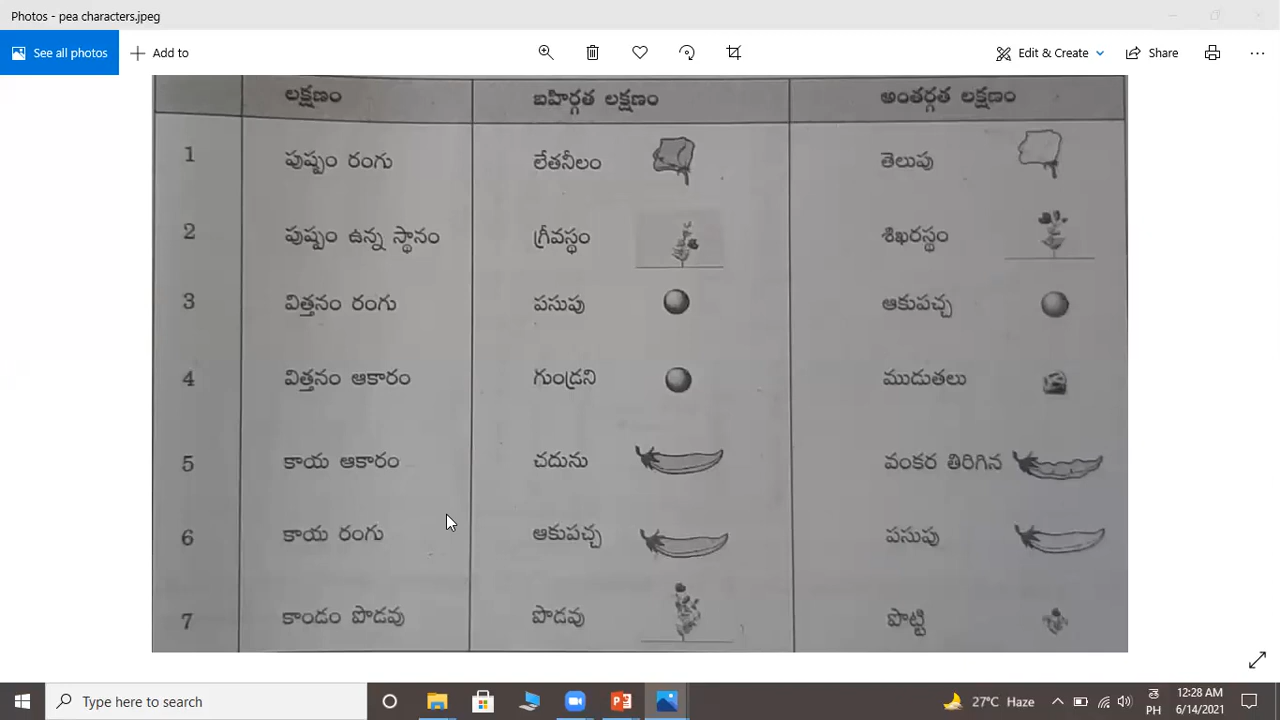 Photos - pea characters.jpeg
See all photos
Add to
Edit & Create
Share
లక్షణం బహిర్గత లక్షణం అంతర్గత లక్షణం
1 పుష్పం రంగు లేతనీలం తెలుపు
2 పుష్పం ఉన్న స్థానం గ్రీవస్థం శిఖరస్థం
3 విత్తనం రంగు పసుపు ఆకుపచ్చ
4 విత్తనం ఆకారం గుండ్రని ముడుతలు
5 కాయ ఆకారం చదును వంకర తిరిగిన
6 కాయ రంగు ఆకుపచ్చ పసుపు
7 కాండం పొడవు పొడవు పొట్టి
Type here to search
27°C Haze
PH
12:28 AM
6/14/2021